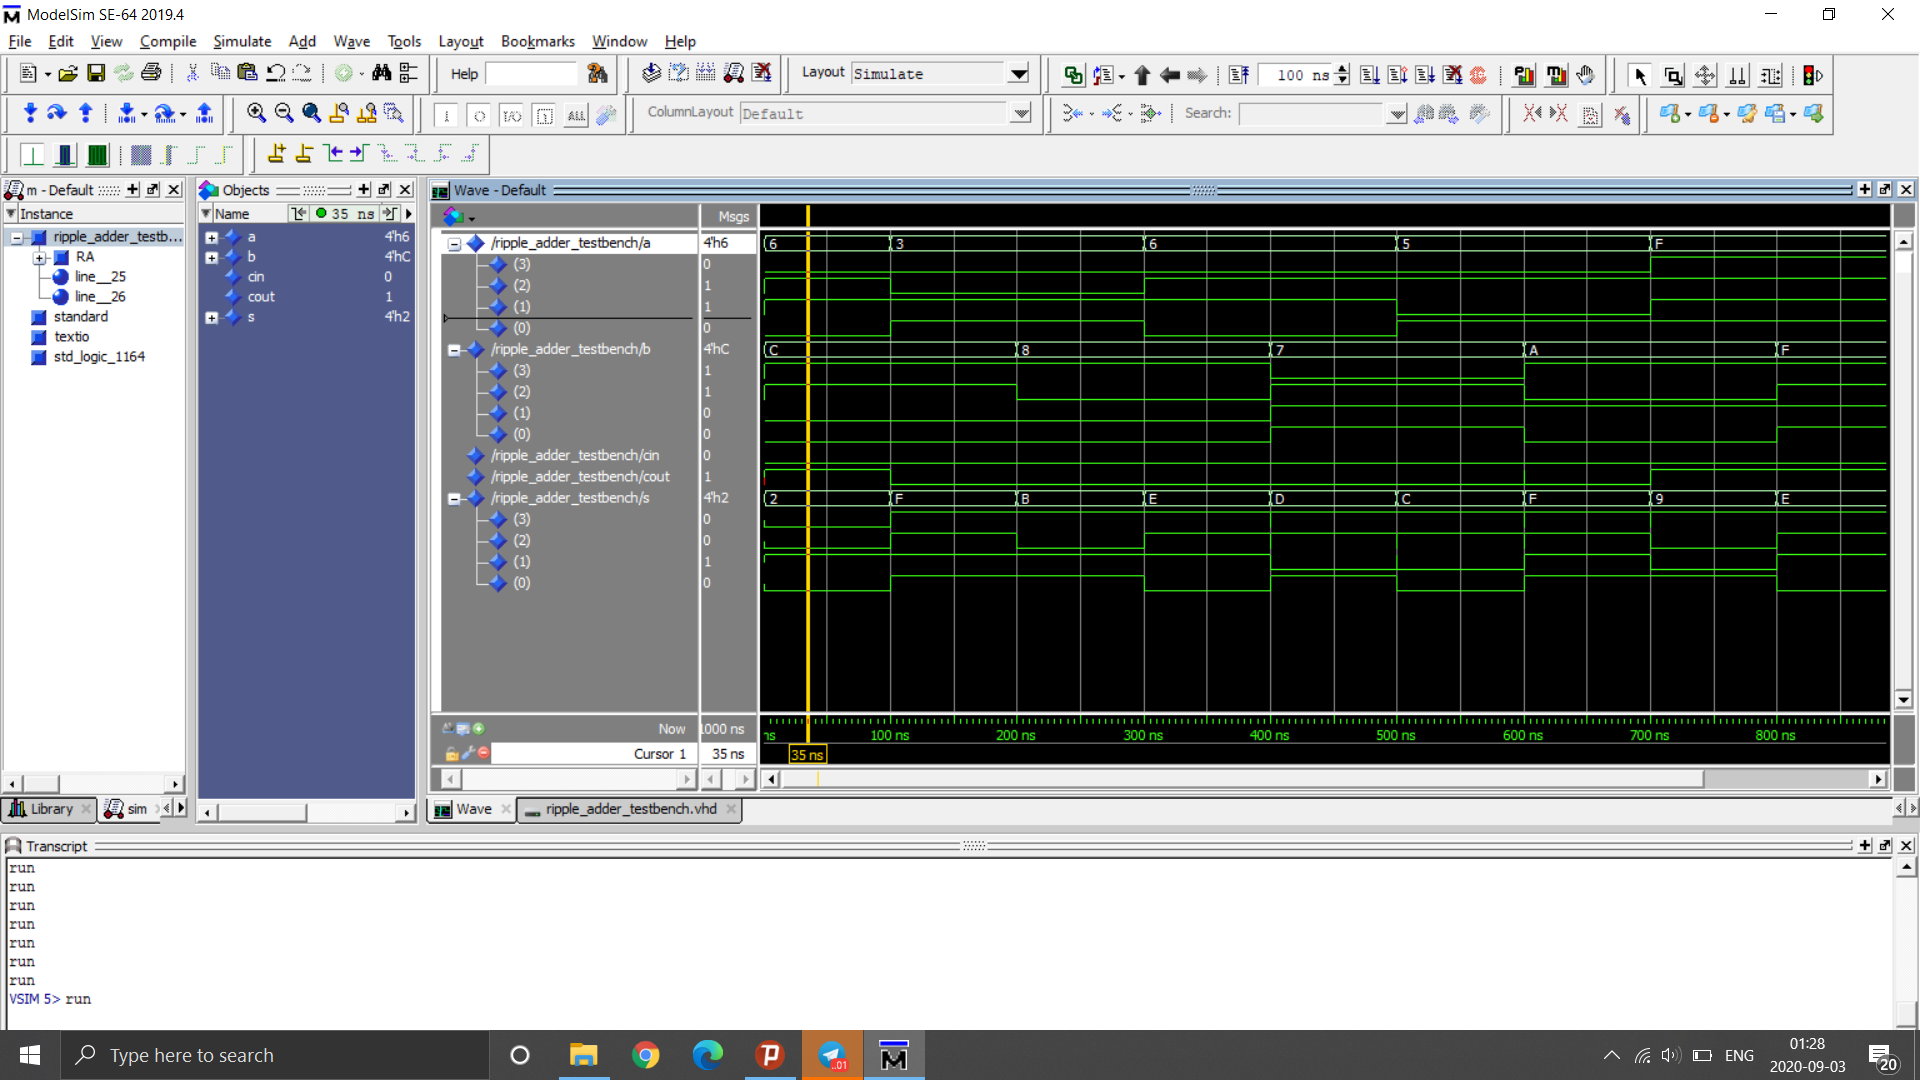 ModelSim SE-64 2019.4
File Edit View Compile Simulate Add Wave Tools Layout Bookmarks Window Help
Help
Layout Simulate
100 ns
ColumnLayout Default
Search:
ALL
m - Default
Instance
ripple_adder_testb...
RA
line__25
line__26
standard
textio
std_logic_1164
Library
sim
Objects
Name 35 ns
a 4'h6
b 4'hC
cin 0
cout 1
s 4'h2
Wave - Default
Msgs
/ripple_adder_testbench/a 4'h6 6 3 6 5 F
(3) 0
(2) 1
(1) 1
(0) 0
/ripple_adder_testbench/b 4'hC C 8 7 A F
(3) 1
(2) 1
(1) 0
(0) 0
/ripple_adder_testbench/cin 0
/ripple_adder_testbench/cout 1
/ripple_adder_testbench/s 4'h2 2 F B E D C F 9 E
(3) 0
(2) 0
(1) 1
(0) 0
Now 1000 ns ns 100 ns 200 ns 300 ns 400 ns 500 ns 600 ns 700 ns 800 ns
Cursor 1 35 ns 35 ns
Wave
ripple_adder_testbench.vhd
Transcript
run
run
run
run
run
run
run
VSIM 5> run
Type here to search
..01
ENG
01:28
2020-09-03
20